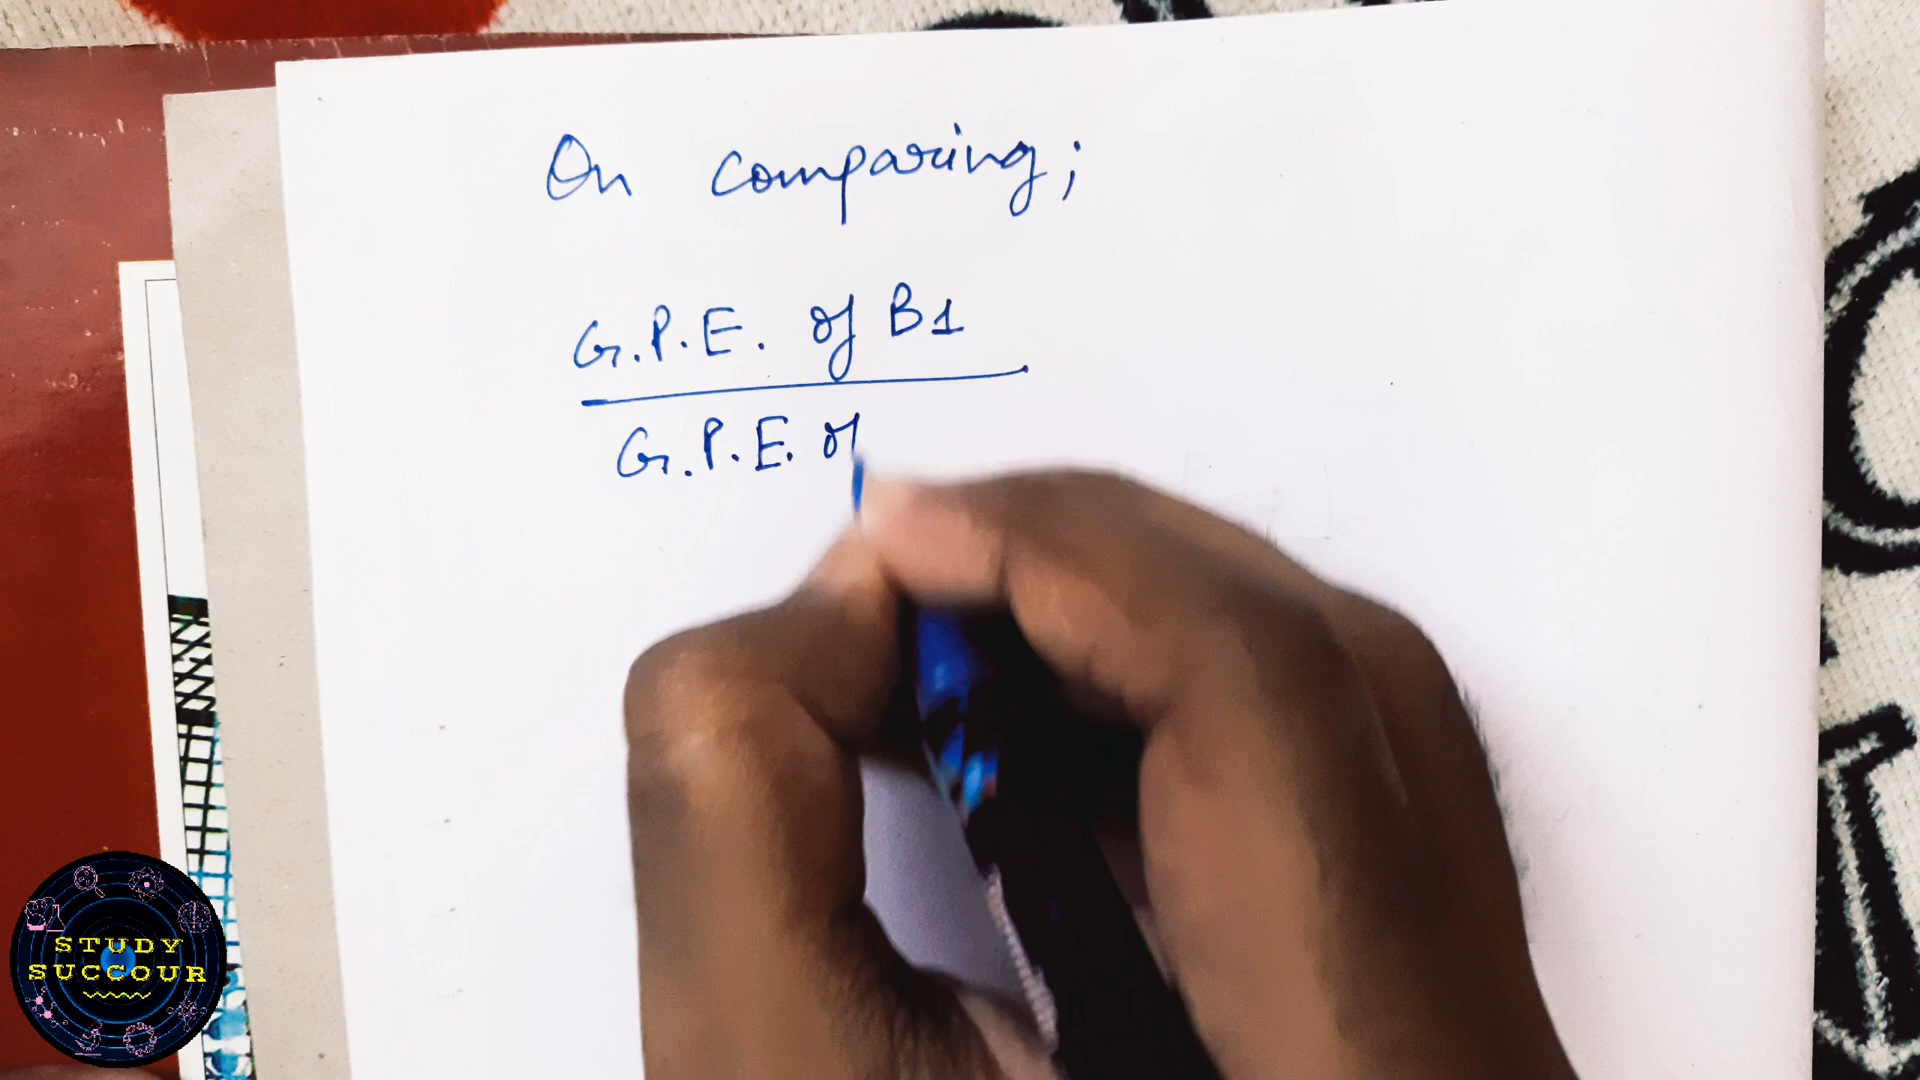 On comparing;
G.P.E. of B1
G.P.E. of
STUDY
SUCCOUR